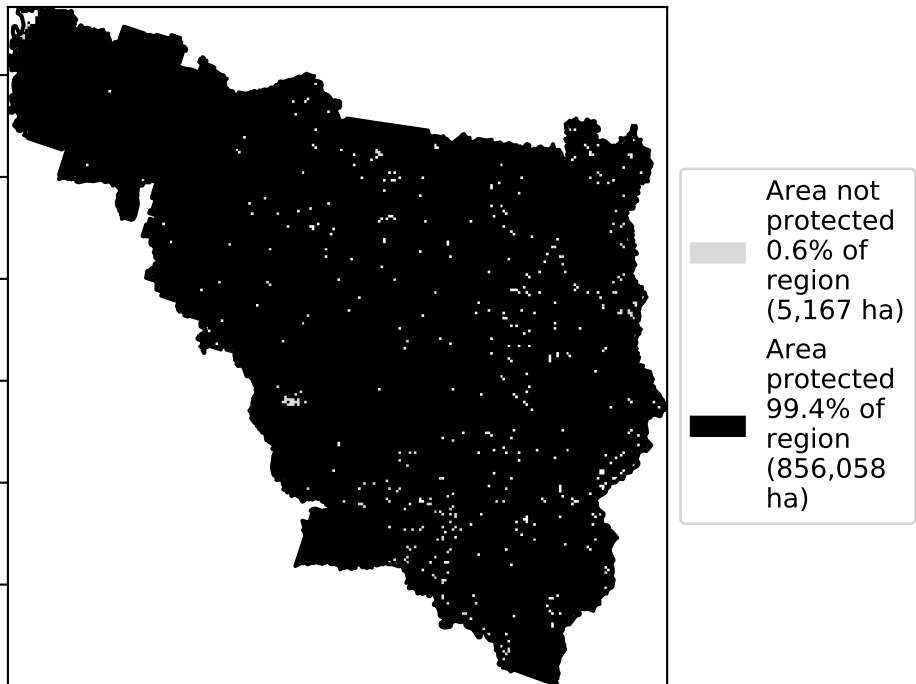 Area not
protected
0.6% of
region
(5,167 ha)
Area
protected
99.4% of
region
(856,058
ha)